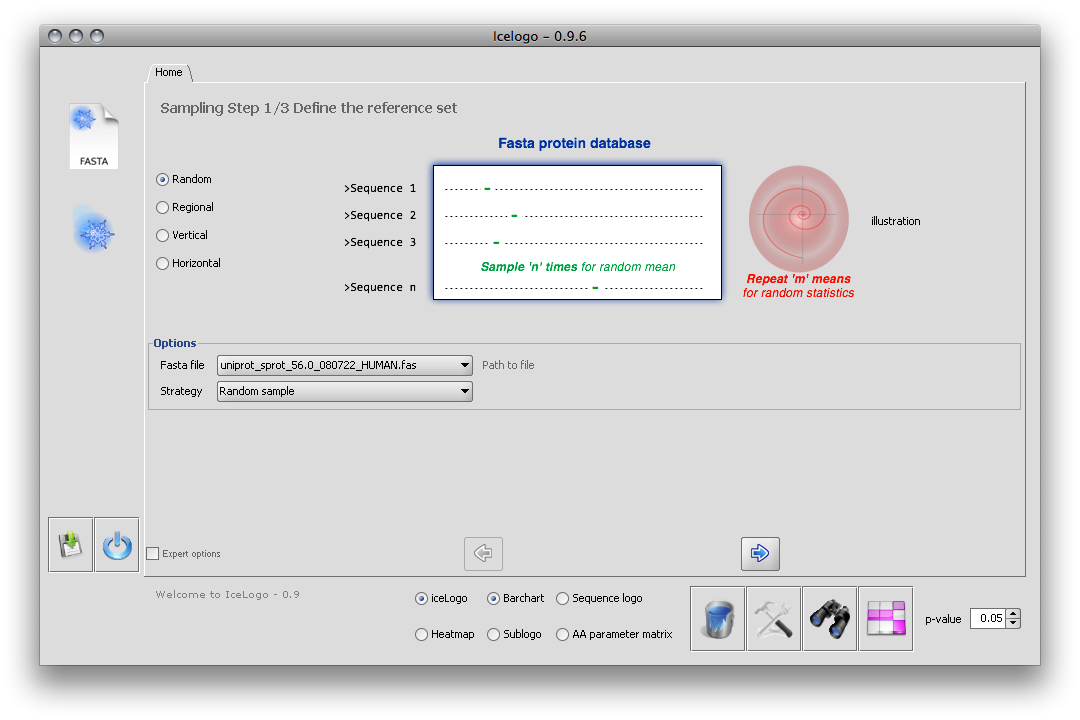 Icelogo - 0.9.6
Home
Sampling Step 1/3 Define the reference set
FASTA
Fasta protein database
Random
Regional
Vertical
Horizontal
>Sequence 1
>Sequence 2
>Sequence 3
Sample 'n' times for random mean
>Sequence n
illustration
Repeat 'm' means
for random statistics
Options
Fasta file uniprot_sprot_56.0_080722_HUMAN.fas Path to file
Strategy Random sample
Expert options
Welcome to IceLogo - 0.9
iceLogo Barchart Sequence logo
Heatmap Sublogo AA parameter matrix
p-value 0.05